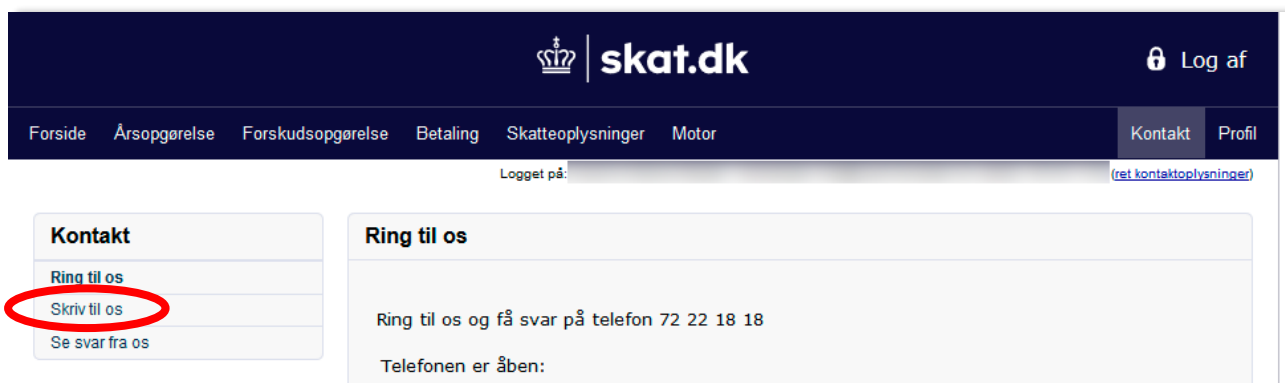 skat.dk
Log af
Forside Årsopgørelse Forskudsopgørelse Betaling Skatteoplysninger Motor Kontakt Profil
Logget på: (ret kontaktoplysninger)
Kontakt
Ring til os
Skriv til os
Se svar fra os
Ring til os
Ring til os og få svar på telefon 72 22 18 18
Telefonen er åben: